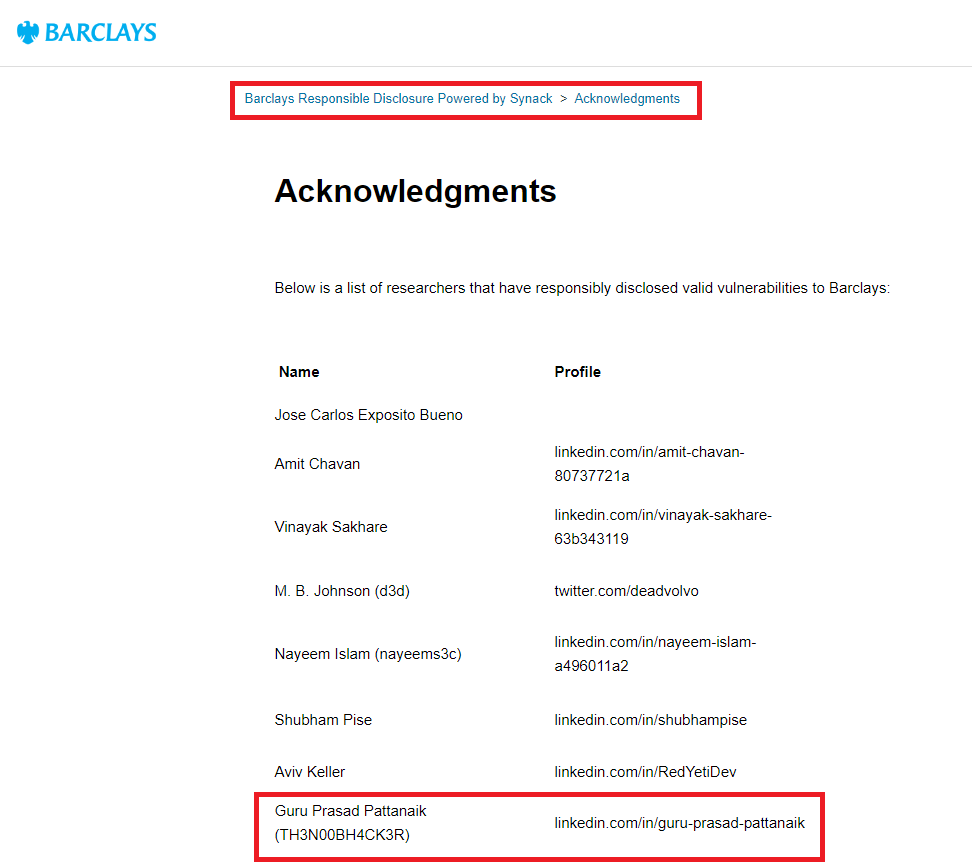 BARCLAYS
Barclays Responsible Disclosure Powered by Synack > Acknowledgments
Acknowledgments
Below is a list of researchers that have responsibly disclosed valid vulnerabilities to Barclays:
Name Profile
Jose Carlos Exposito Bueno
Amit Chavan
linkedin.com/in/amit-chavan-
80737721a
Vinayak Sakhare
linkedin.com/in/vinayak-sakhare-
63b343119
M. B. Johnson (d3d) twitter.com/deadvolvo
Nayeem Islam (nayeems3c)
linkedin.com/in/nayeem-islam-
a496011a2
Shubham Pise linkedin.com/in/shubhampise
Aviv Keller linkedin.com/in/RedYetiDev
Guru Prasad Pattanaik
(TH3N00BH4CK3R)
linkedin.com/in/guru-prasad-pattanaik